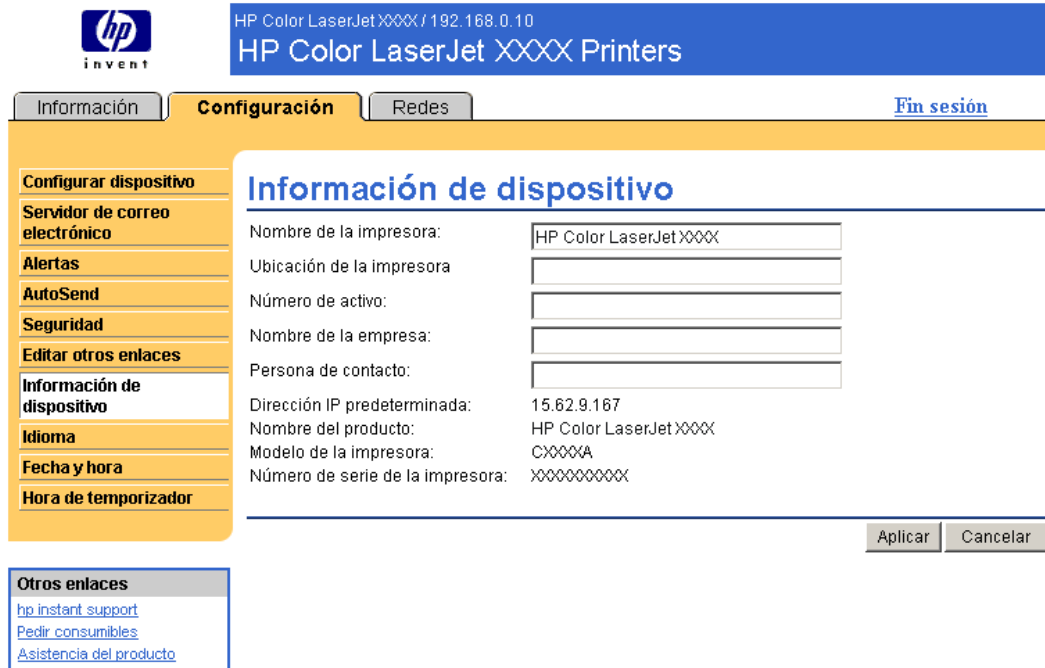 hp
invent
HP Color LaserJet XXXX / 192.168.0.10
HP Color LaserJet XXXX Printers
Información
Configuración
Redes
Fin sesión
Configurar dispositivo
Servidor de correo
electrónico
Alertas
AutoSend
Seguridad
Editar otros enlaces
Información de
dispositivo
Idioma
Fecha y hora
Hora de temporizador
Información de dispositivo
Nombre de la impresora: HP Color LaserJet XXXX
Ubicación de la impresora
Número de activo:
Nombre de la empresa:
Persona de contacto:
Dirección IP predeterminada: 15.62.9.167
Nombre del producto: HP Color LaserJet XXXX
Modelo de la impresora: CXXXXA
Número de serie de la impresora: XXXXXXXXXX
Aplicar
Cancelar
Otros enlaces
hp instant support
Pedir consumibles
Asistencia del producto